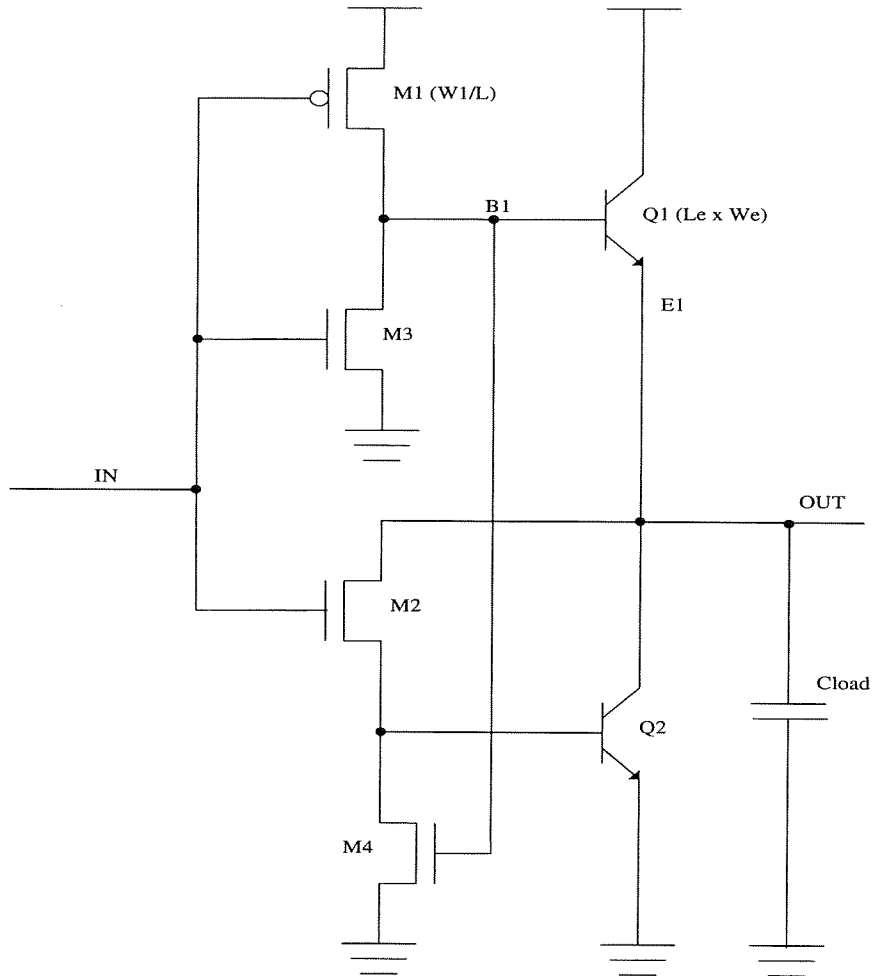 M1 (W1/L)
B1
Q1 (Le x We)
E1
M3
IN
OUT
M2
Cload
Q2
M4